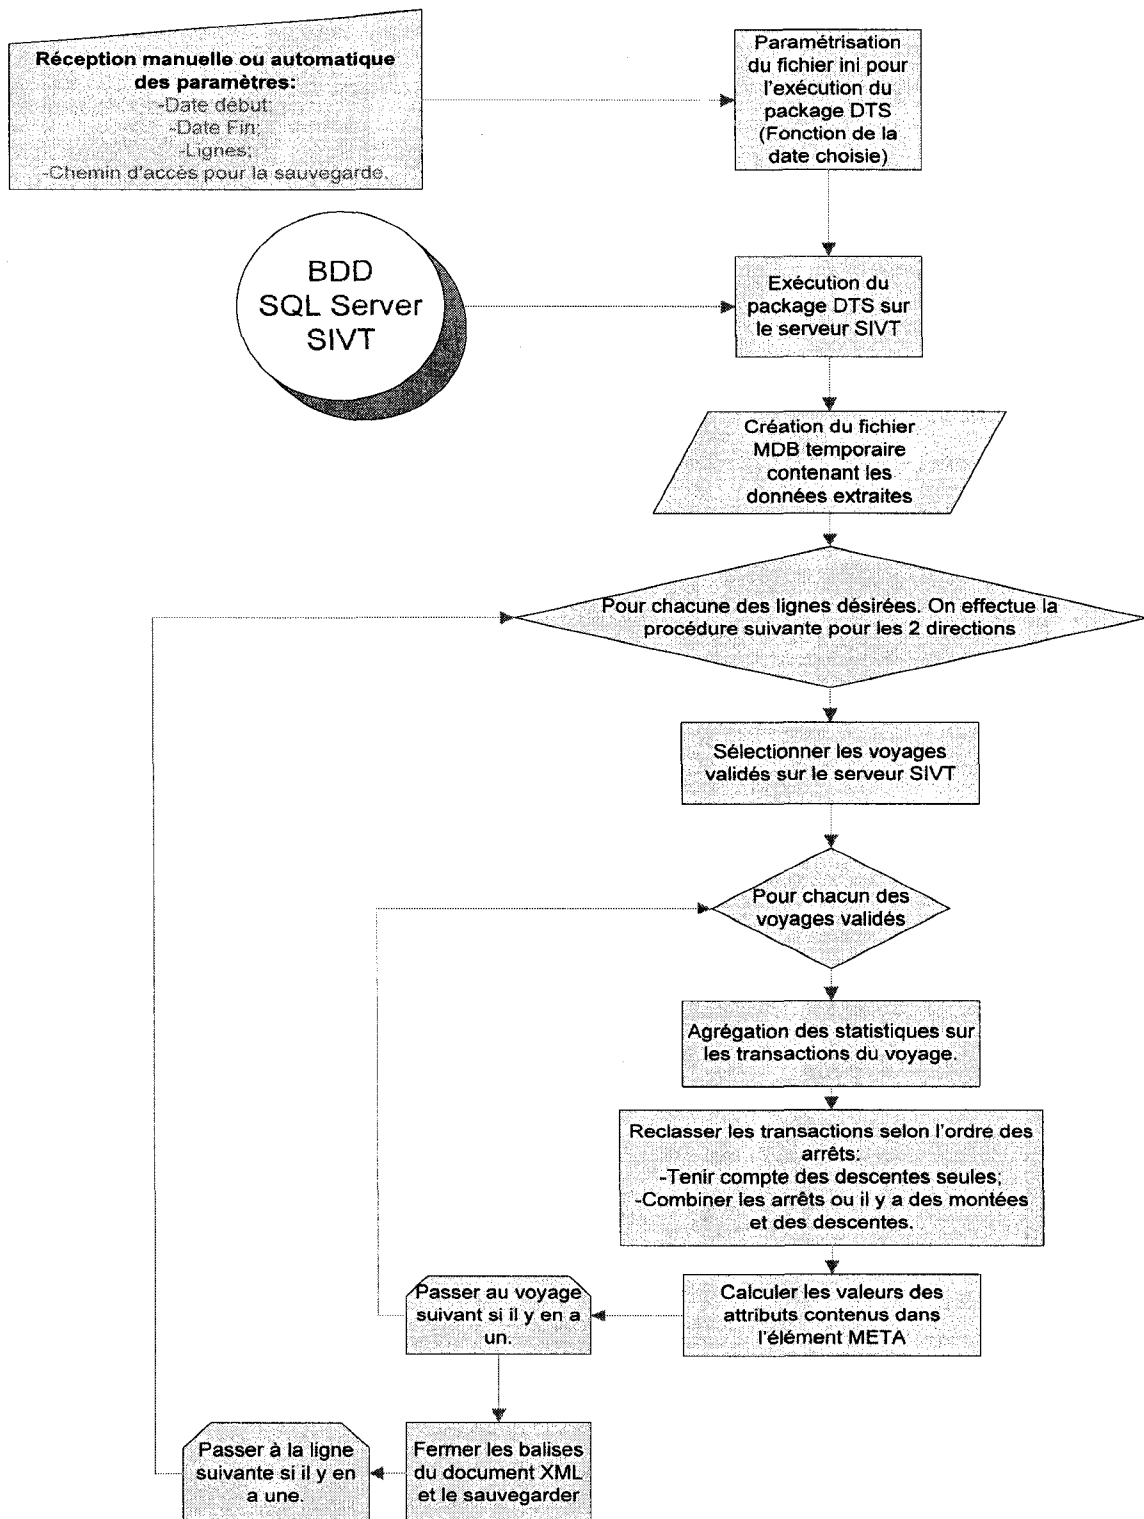 Réception manuelle ou automatique
des paramètres:
-Date début;
-Date Fin;
-Lignes;
-Chemin d'accès pour la sauvegarde.
Paramétrisation
du fichier ini pour
l'exécution du
package DTS
(Fonction de la
date choisie)
BDD
SQL Server
SIVT
Exécution du
package DTS sur
le serveur SIVT
Création du fichier
MDB temporaire
contenant les
données extraites
Pour chacune des lignes désirées. On effectue la
procédure suivante pour les 2 directions
Sélectionner les voyages
validés sur le serveur SIVT
Pour chacun des
voyages validés
Agrégation des statistiques sur
les transactions du voyage.
Reclasser les transactions selon l'ordre des
arrêts:
-Tenir compte des descentes seules;
-Combiner les arrêts ou il y a des montées
et des descentes.
Calculer les valeurs des
attributs contenus dans
l'élément META
Passer au voyage
suivant si il y en a
un.
Fermer les balises
du document XML
et le sauvegarder
Passer à la ligne
suivante si il y en
a une.